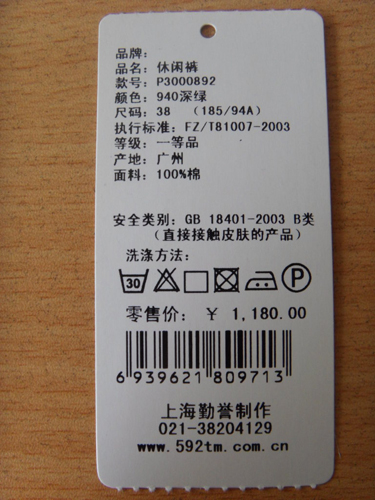 品牌:
品名: 休闲裤
款号: P3000892
颜色: 940深绿
尺码: 38 (185/94A)
执行标准: FZ/T81007-2003
等级: 一等品
产地: 广州
面料: 100%棉
安全类别: GB 18401-2003 B类
(直接接触皮肤的产品)
洗涤方法:
30 P
零售价: ¥ 1,180.00
6 939621 809713
上海勤誉制作
021-38204129
www.592tm.com.cn